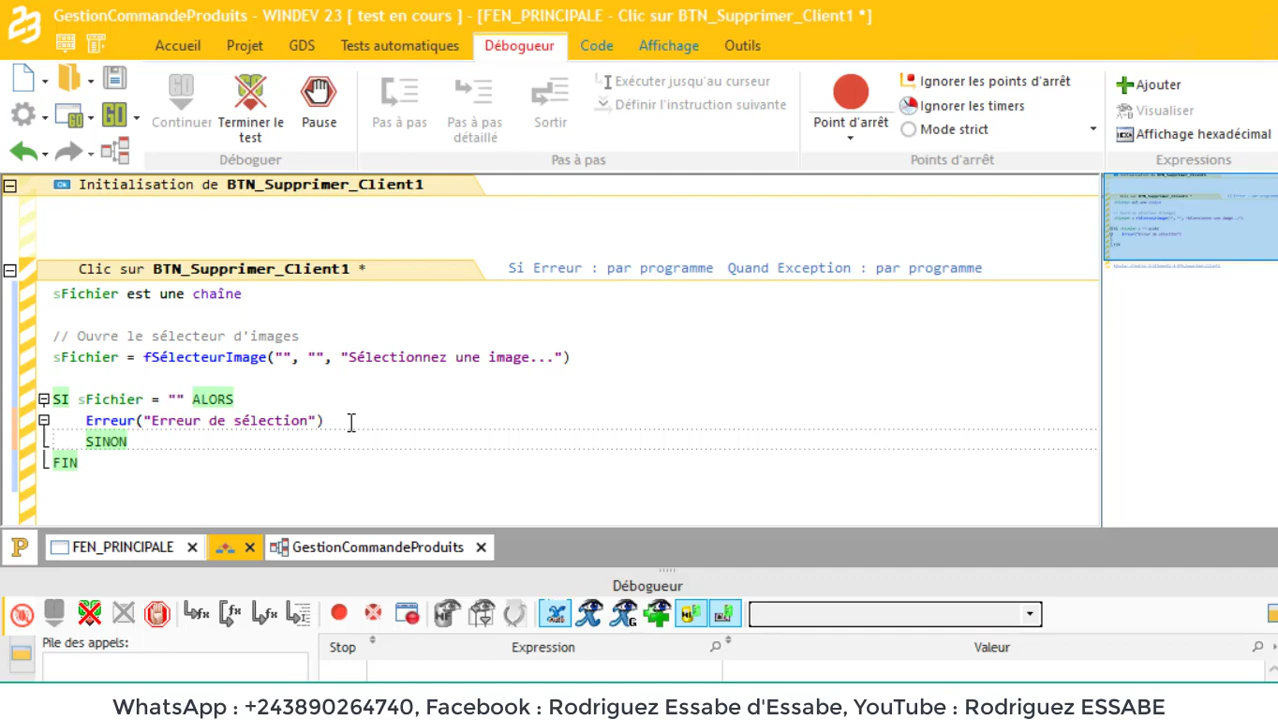 GestionCommandeProduits - WINDEV 23 [ test en cours ] - [FEN_PRINCIPALE - Clic sur BTN_Supprimer_Client1 *]
23
Accueil Projet GDS Tests automatiques Débogueur Code Affichage Outils
Continuer Terminer le test Pause Pas à pas Pas à pas détaillé Sortir
Exécuter jusqu'au curseur
Définir l'instruction suivante
Point d'arrêt
Ignorer les points d'arrêt
Ignorer les timers
Mode strict
Ajouter
Visualiser
Affichage hexadécimal
GO GO
Déboguer Pas à pas Points d'arrêt Expressions
Initialisation de BTN_Supprimer_Client1
Clic sur BTN_Supprimer_Client1 * Si Erreur : par programme Quand Exception : par programme
sFichier est une chaîne
// Ouvre le sélecteur d'images
sFichier = fSélecteurImage("", "", "Sélectionnez une image...")
SI sFichier = "" ALORS
Erreur("Erreur de sélection")
SINON
FIN
P FEN_PRINCIPALE GestionCommandeProduits
Débogueur
Pile des appels: Stop Expression Valeur
WhatsApp : +243890264740, Facebook : Rodriguez Essabe d'Essabe, YouTube : Rodriguez ESSABE